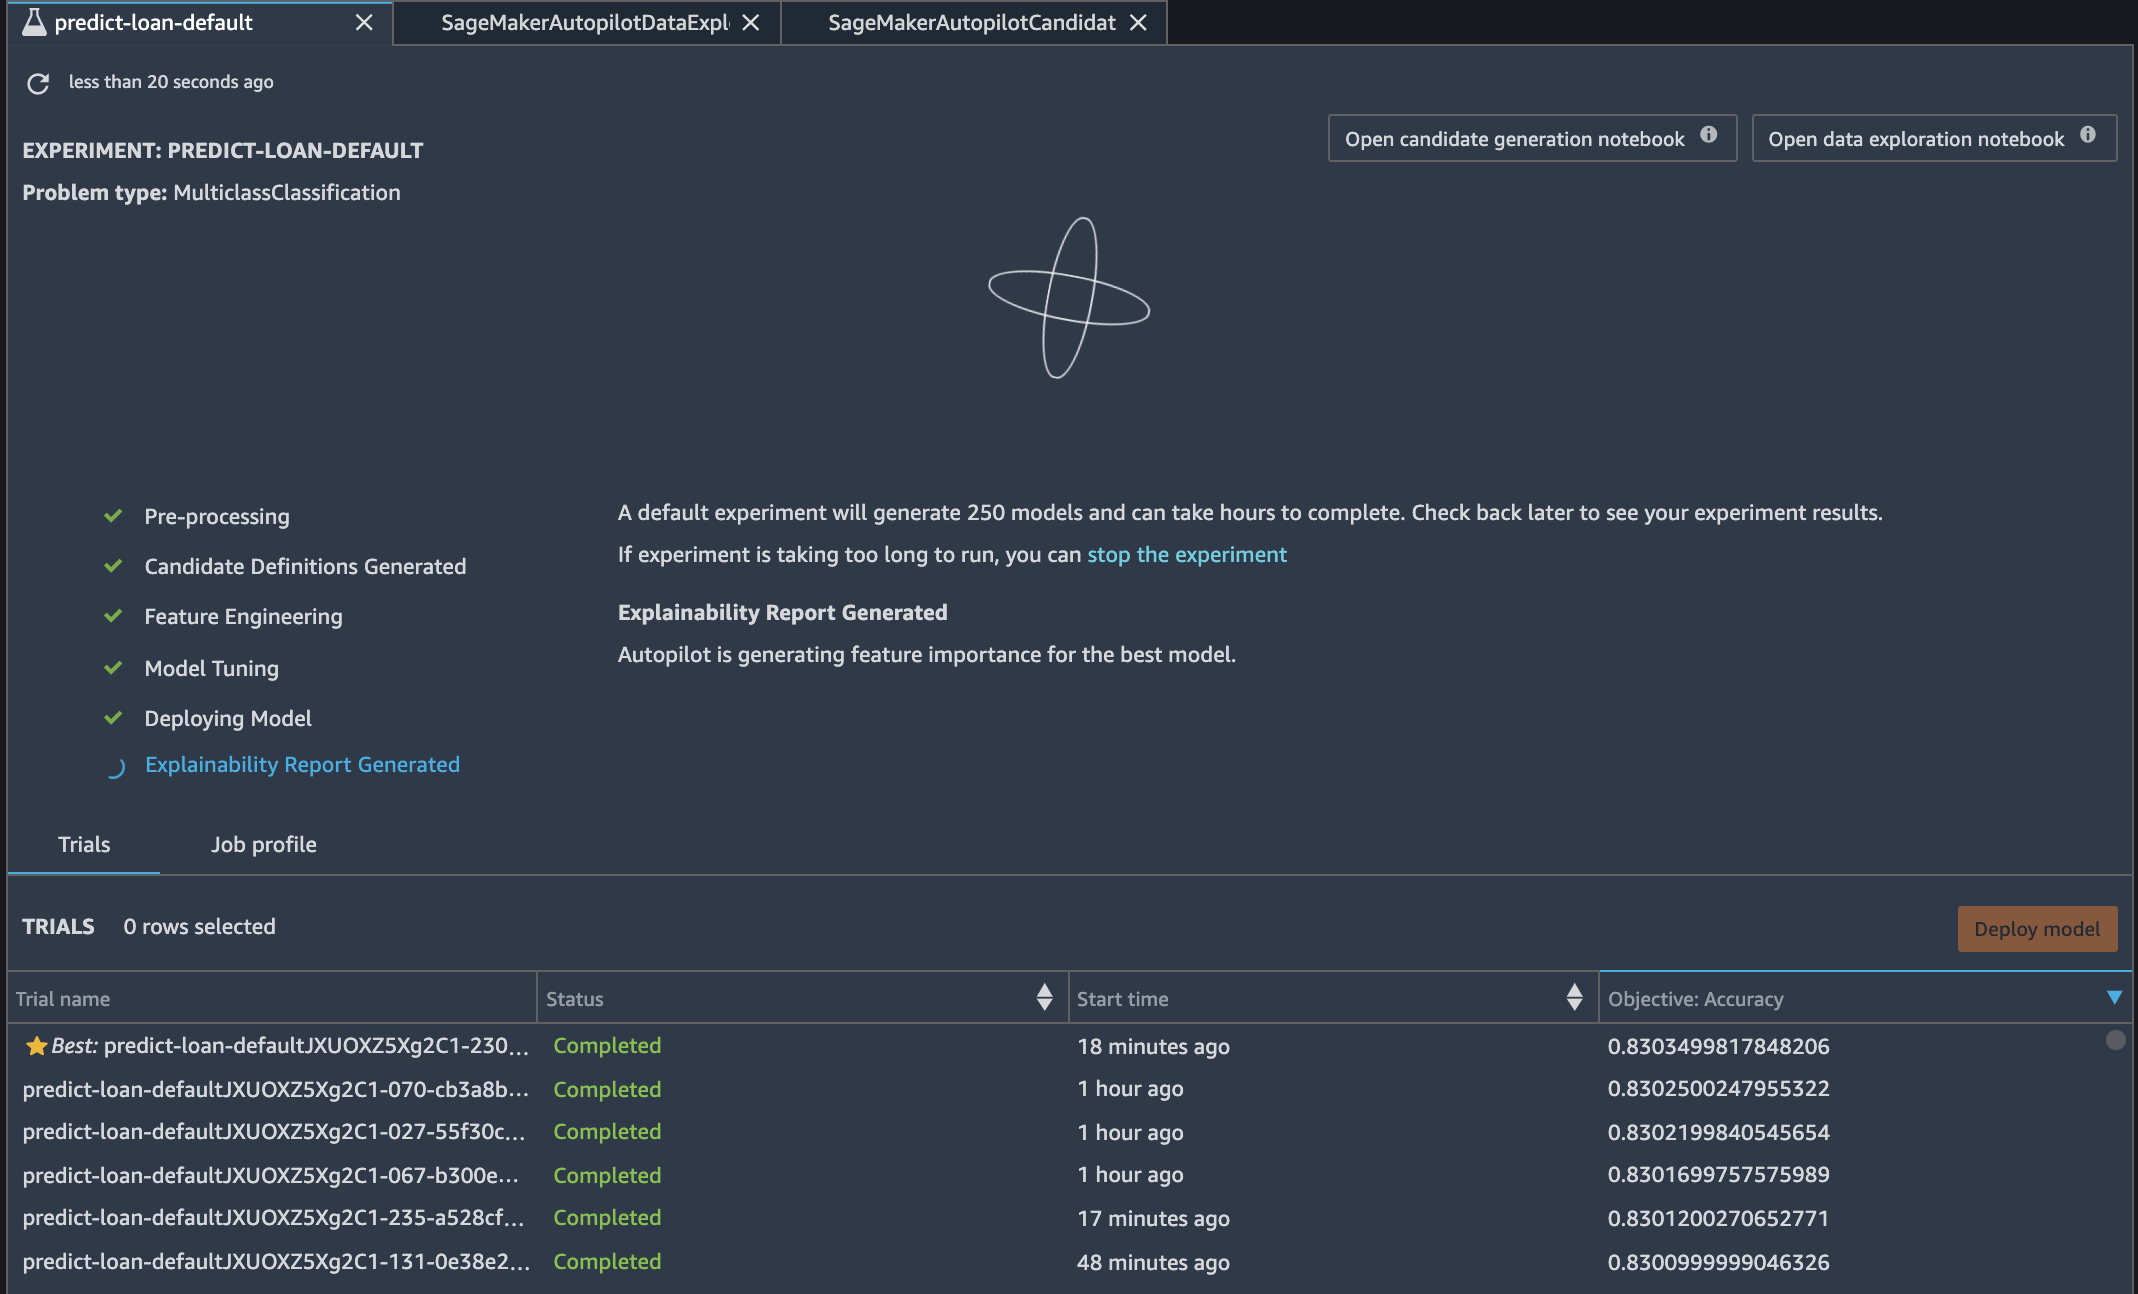 predict-loan-default
SageMakerAutopilotDataExpl
SageMakerAutopilotCandidat
less than 20 seconds ago
Open candidate generation notebook
Open data exploration notebook
EXPERIMENT: PREDICT-LOAN-DEFAULT
Problem type: MulticlassClassification
Pre-processing
Candidate Definitions Generated
Feature Engineering
Model Tuning
Deploying Model
Explainability Report Generated
A default experiment will generate 250 models and can take hours to complete. Check back later to see your experiment results.
If experiment is taking too long to run, you can stop the experiment
Explainability Report Generated
Autopilot is generating feature importance for the best model.
Trials Job profile
TRIALS 0 rows selected
Deploy model
Trial name Status Start time Objective: Accuracy
Best: predict-loan-defaultJXUOXZ5Xg2C1-230... Completed 18 minutes ago 0.8303499817848206
predict-loan-defaultJXUOXZ5Xg2C1-070-cb3a8b... Completed 1 hour ago 0.8302500247955322
predict-loan-defaultJXUOXZ5Xg2C1-027-55f30c... Completed 1 hour ago 0.8302199840545654
predict-loan-defaultJXUOXZ5Xg2C1-067-b300e... Completed 1 hour ago 0.8301699757575989
predict-loan-defaultJXUOXZ5Xg2C1-235-a528cf... Completed 17 minutes ago 0.8301200270652771
predict-loan-defaultJXUOXZ5Xg2C1-131-0e38e2... Completed 48 minutes ago 0.8300999999046326